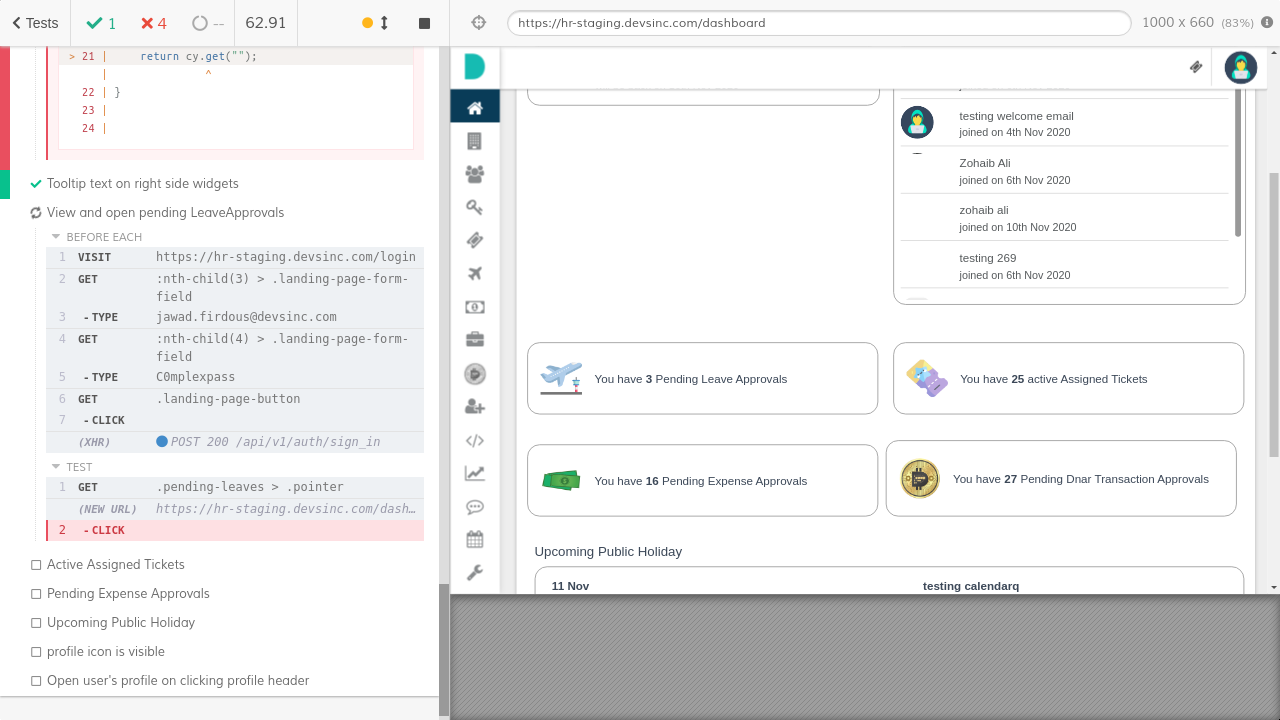 Tests
1
4
--
62.91
> 21 | return cy.get("");
| ^
22 | }
23 |
24 |
Tooltip text on right side widgets
View and open pending LeaveApprovals
BEFORE EACH
1 VISIT https://hr-staging.devsinc.com/login
2 GET :nth-child(3) > .landing-page-form-
field
3 -TYPE jawad.firdous@devsinc.com
4 GET :nth-child(4) > .landing-page-form-
field
5 -TYPE C0mplexpass
6 GET .landing-page-button
7 -CLICK
(XHR) POST 200 /api/v1/auth/sign_in
TEST
1 GET .pending-leaves > .pointer
(NEW URL) https://hr-staging.devsinc.com/dash…
2 -CLICK
Active Assigned Tickets
Pending Expense Approvals
Upcoming Public Holiday
profile icon is visible
Open user's profile on clicking profile header
https://hr-staging.devsinc.com/dashboard
1000 x 660 (83%)
testing welcome email
joined on 4th Nov 2020
Zohaib Ali
joined on 6th Nov 2020
zohaib ali
joined on 10th Nov 2020
testing 269
joined on 6th Nov 2020
You have 3 Pending Leave Approvals
You have 25 active Assigned Tickets
You have 16 Pending Expense Approvals
You have 27 Pending Dnar Transaction Approvals
Upcoming Public Holiday
11 Nov
testing calendarq